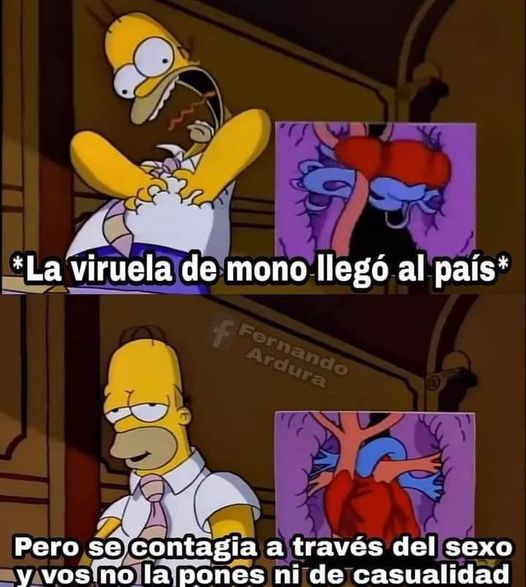 *La viruela de mono llegó al país*
Fernando
Ardura
Pero se contagia a través del sexo
y vos no la pones ni de casualidad